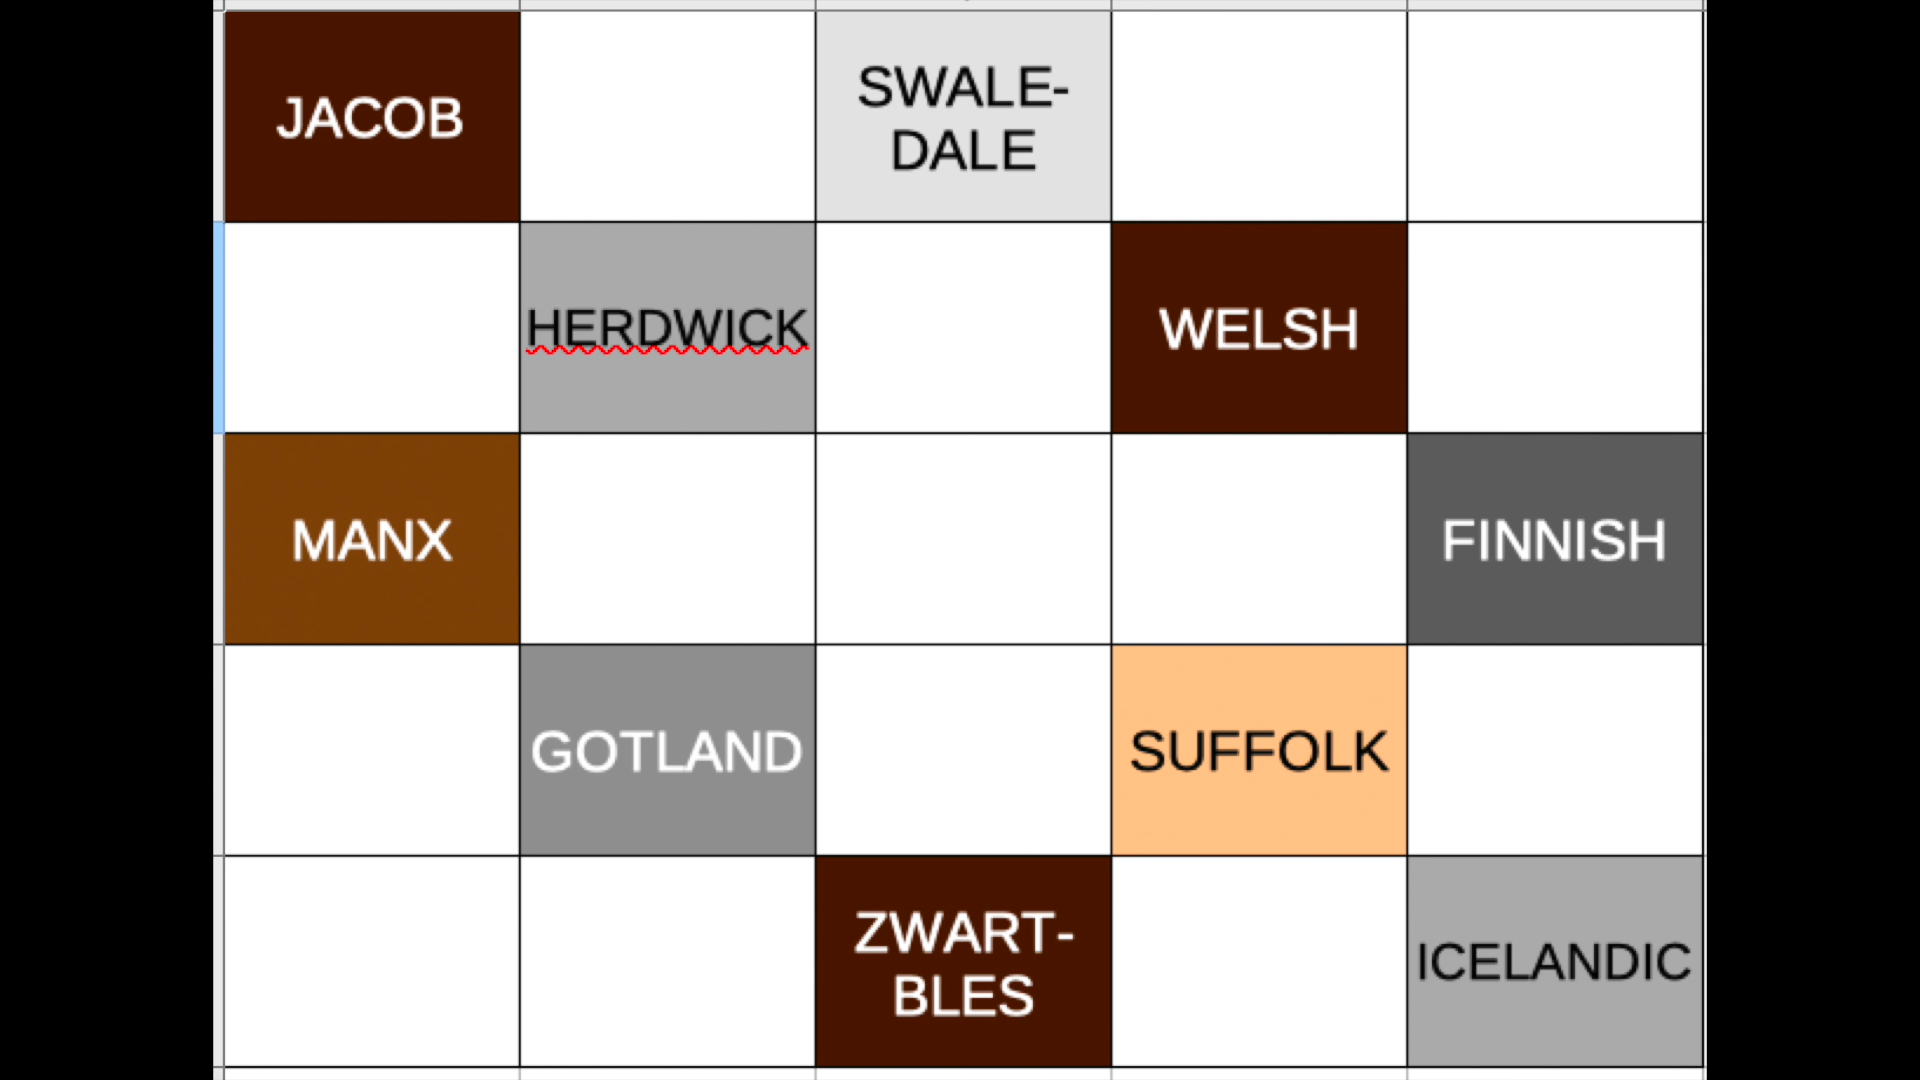 JACOB
SWALE-
DALE
HERDWICK
WELSH
MANX
FINNISH
GOTLAND
SUFFOLK
ZWART-
BLES
ICELANDIC